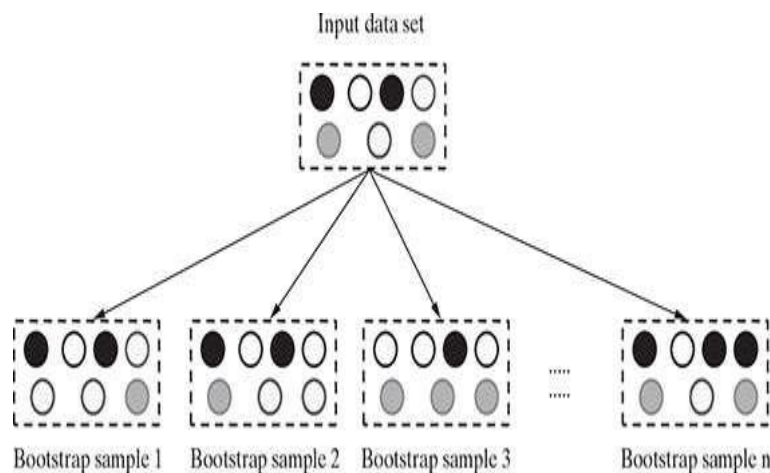 Input data set
.....
.....
Bootstrap sample 1
Bootstrap sample 2
Bootstrap sample 3
Bootstrap sample n